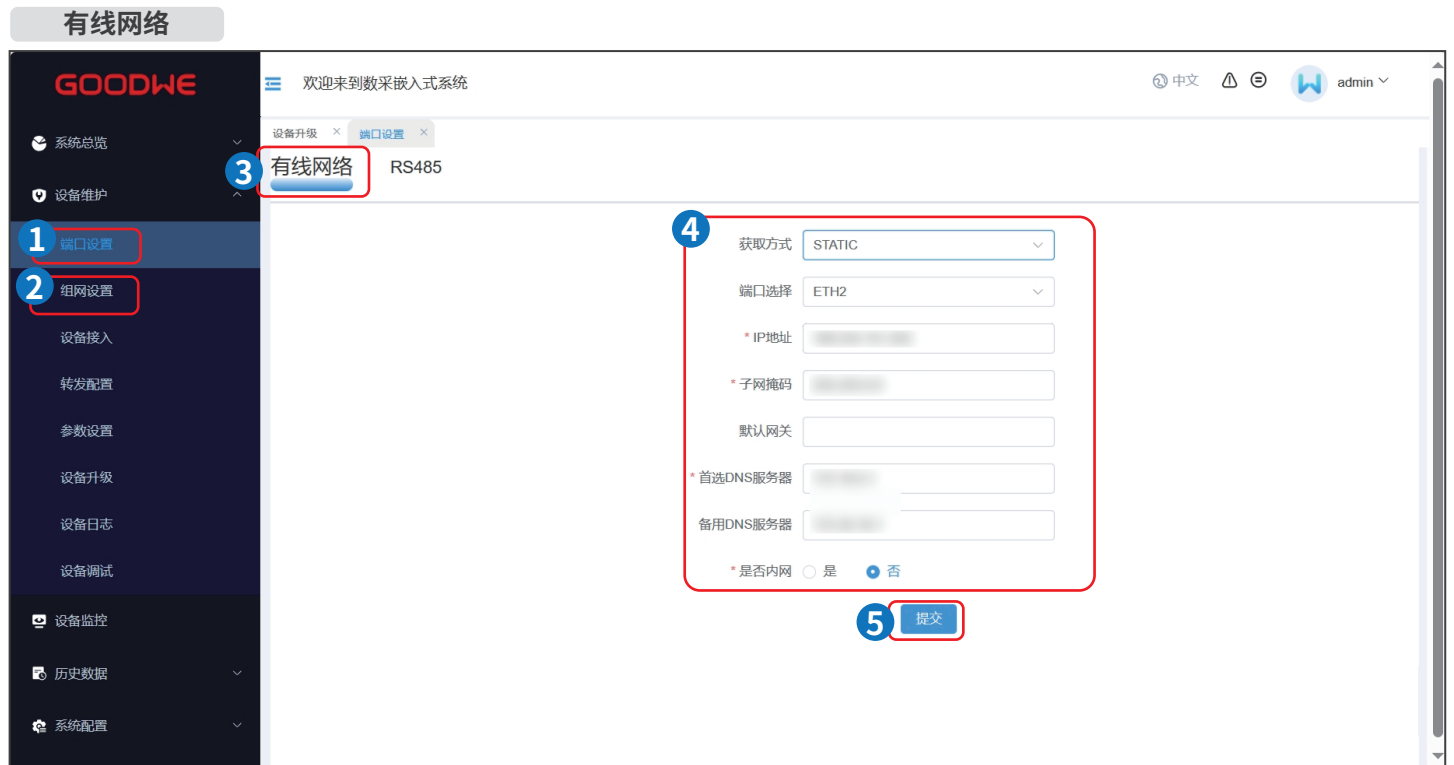 有线网络
GOODWE
欢迎来到数采嵌入式系统
中文
admin
系统总览
设备维护
1 端口设置
2 组网设置
设备接入
转发配置
参数设置
设备升级
设备日志
设备调试
设备监控
历史数据
系统配置
设备升级 × 端口设置 ×
3 有线网络 RS485
4
获取方式 STATIC
端口选择 ETH2
* IP地址
* 子网掩码
默认网关
* 首选DNS服务器
备用DNS服务器
* 是否内网 是 否
5 提交